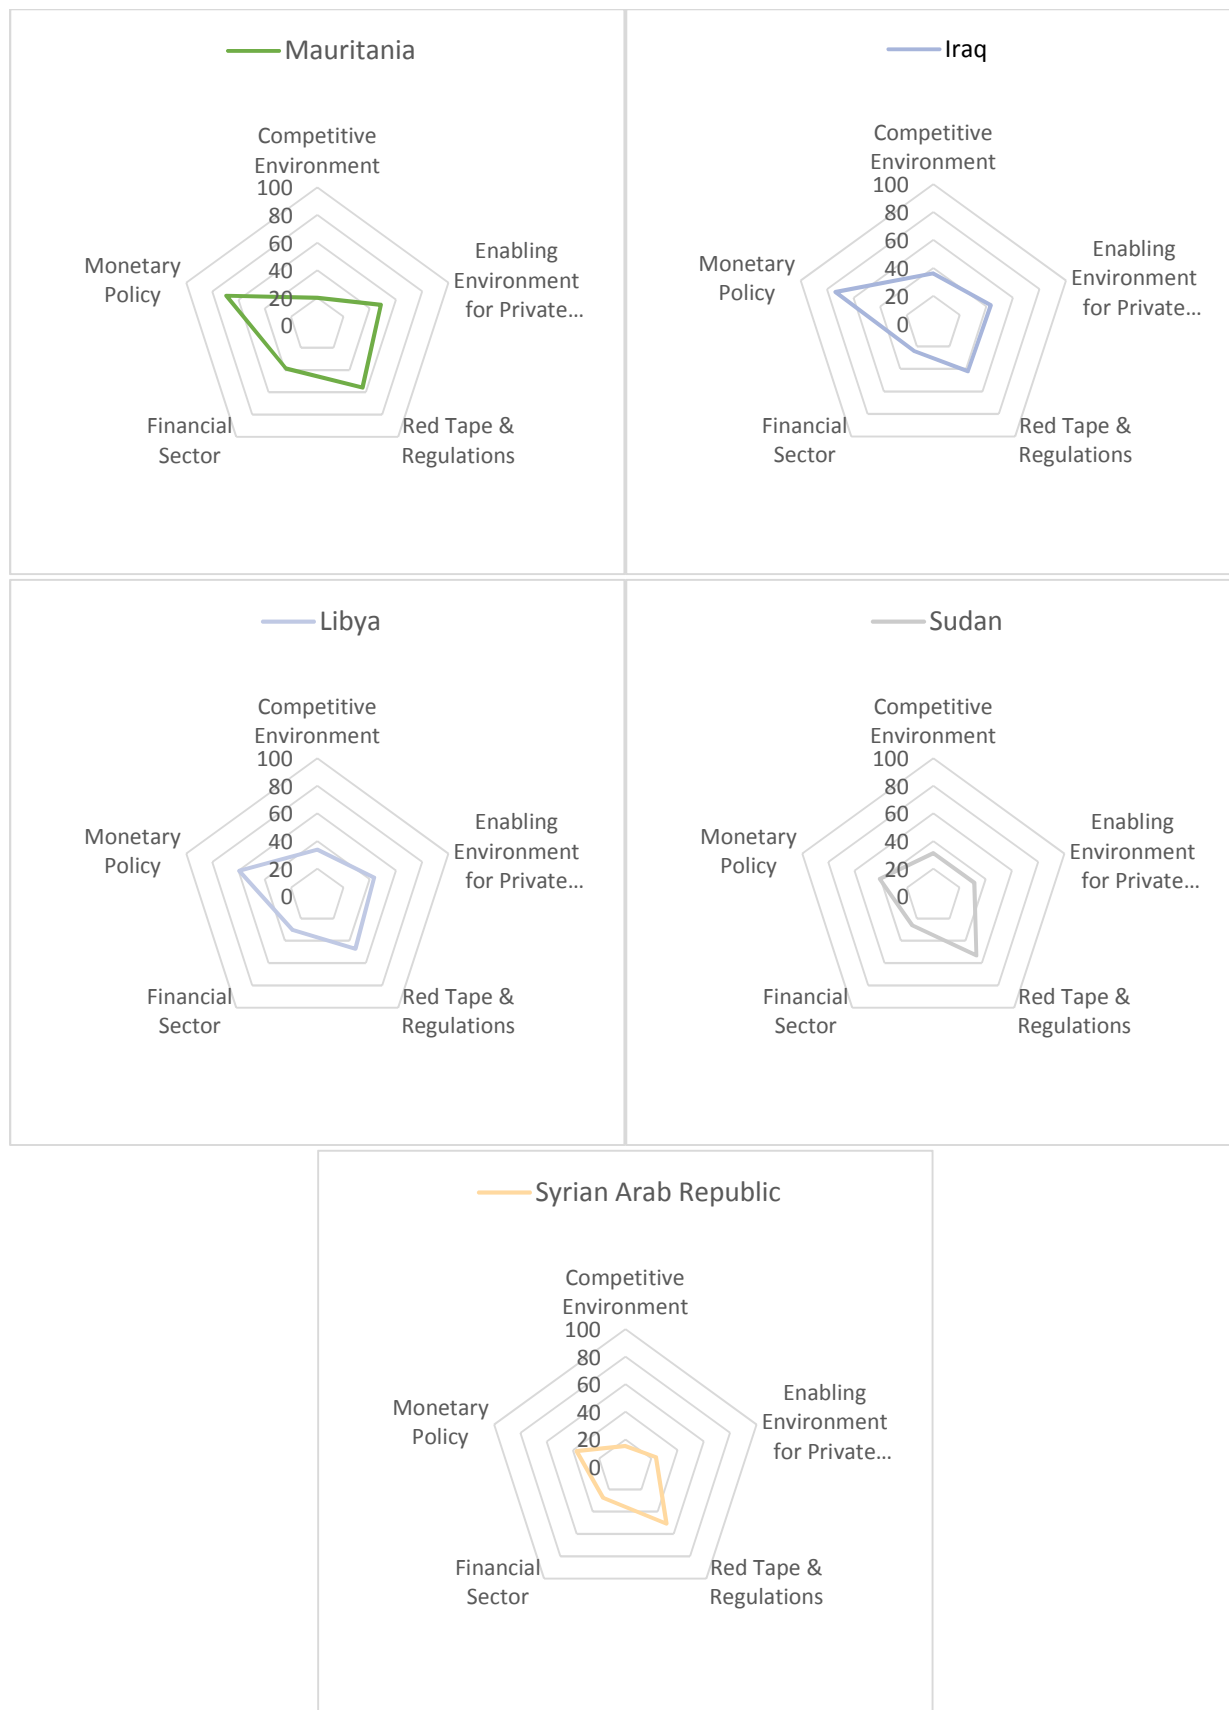 Mauritania
Competitive
Environment
100
80
60
40
20
0
Enabling
Environment
for Private...
Monetary
Policy
Financial
Sector
Red Tape &
Regulations
Iraq
Competitive
Environment
100
80
60
40
20
0
Enabling
Environment
for Private...
Monetary
Policy
Financial
Sector
Red Tape &
Regulations
Libya
Competitive
Environment
100
80
60
40
20
0
Enabling
Environment
for Private...
Monetary
Policy
Financial
Sector
Red Tape &
Regulations
Sudan
Competitive
Environment
100
80
60
40
20
0
Enabling
Environment
for Private...
Monetary
Policy
Financial
Sector
Red Tape &
Regulations
Syrian Arab Republic
Competitive
Environment
100
80
60
40
20
0
Enabling
Environment
for Private...
Monetary
Policy
Financial
Sector
Red Tape &
Regulations